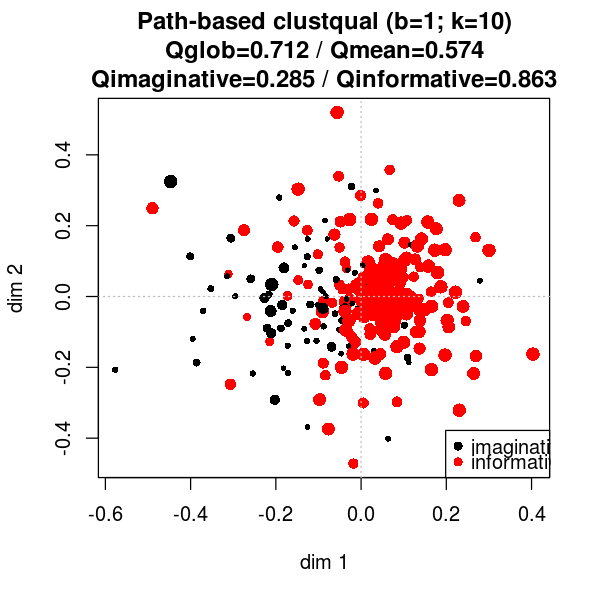 Path-based clustqual (b=1; k=10)
Qglob=0.712 / Qmean=0.574
Qimaginative=0.285 / Qinformative=0.863
0.4
0.2
0.0
-0.2
-0.4
dim 2
imaginati
informati
-0.6
-0.4
-0.2
0.0
0.2
0.4
dim 1